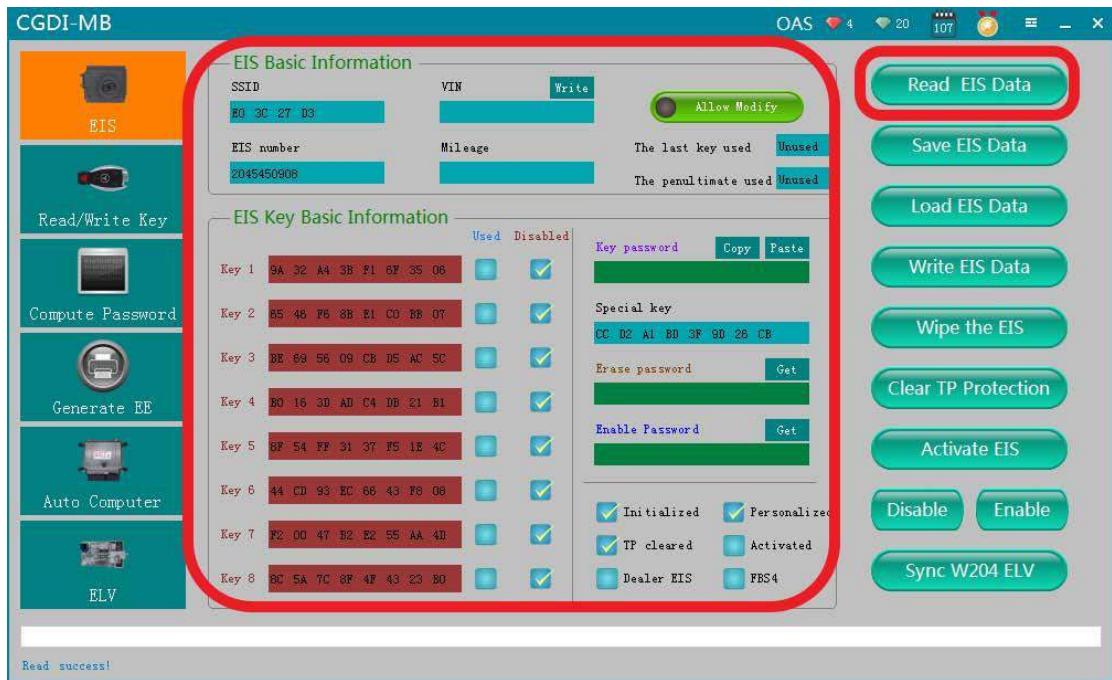 CGDI-MB
OAS 4 20 107
EIS
Read/Write Key
Compute Password
Generate EE
Auto Computer
ELV
EIS Basic Information
SSID VIN Write
E0 3C 27 D3
Allow Modify
EIS number Mileage The last key used Unused
2045450908
The penultimate used Unused
EIS Key Basic Information
Used Disabled
Key 1 9A 32 A4 3B F1 6F 35 06
Key 2 65 46 F6 8B E1 C0 BB 07
Key 3 BE 69 56 09 CB D5 AC 5C
Key 4 B0 16 3D AD C4 DB 21 B1
Key 5 8F 54 FF 31 37 F5 1E 4C
Key 6 44 CD 93 EC 66 43 F8 08
Key 7 F2 00 47 B2 E2 55 AA 4D
Key 8 8C 5A 7C 8F 4F 43 23 B0
Key password Copy Paste
Special key
CC D2 A1 BD 3F 9D 26 CB
Erase password Get
Enable Password Get
Initialized Personalized
TP cleared Activated
Dealer EIS FBS4
Read EIS Data
Save EIS Data
Load EIS Data
Write EIS Data
Wipe the EIS
Clear TP Protection
Activate EIS
Disable Enable
Sync W204 ELV
Read success!